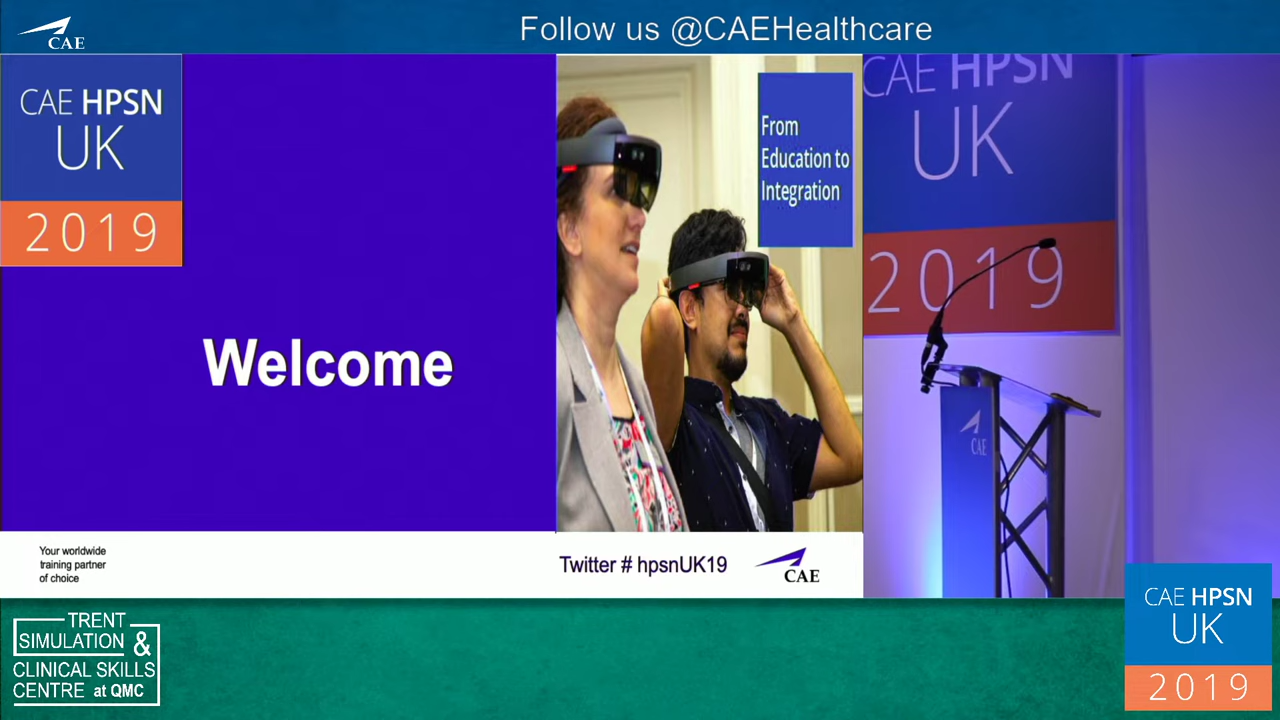 CAE
Follow us @CAEHealthcare
CAE HPSN
UK
2019
Welcome
From
Education to
Integration
CAE HPSN
UK
2019
CAE
Your worldwide
training partner
of choice
Twitter # hpsnUK19
CAE
TRENT
SIMULATION &
CLINICAL SKILLS
CENTRE at QMC
CAE HPSN
UK
2019